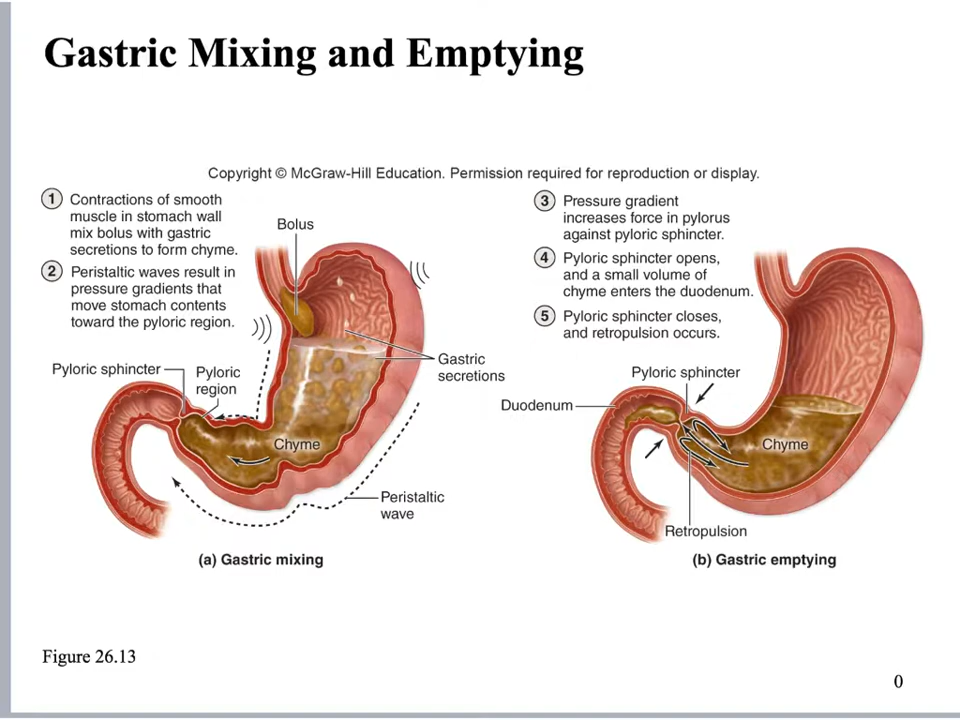 Gastric Mixing and Emptying
Copyright © McGraw-Hill Education. Permission required for reproduction or display.
1 Contractions of smooth
muscle in stomach wall
mix bolus with gastric
secretions to form chyme.
2 Peristaltic waves result in
pressure gradients that
move stomach contents
toward the pyloric region.
Bolus
Pyloric sphincter
Pyloric
region
Gastric
secretions
Chyme
Peristaltic
wave
(a) Gastric mixing
3 Pressure gradient
increases force in pylorus
against pyloric sphincter.
4 Pyloric sphincter opens,
and a small volume of
chyme enters the duodenum.
5 Pyloric sphincter closes,
and retropulsion occurs.
Pyloric sphincter
Duodenum
Chyme
Retropulsion
(b) Gastric emptying
Figure 26.13
0